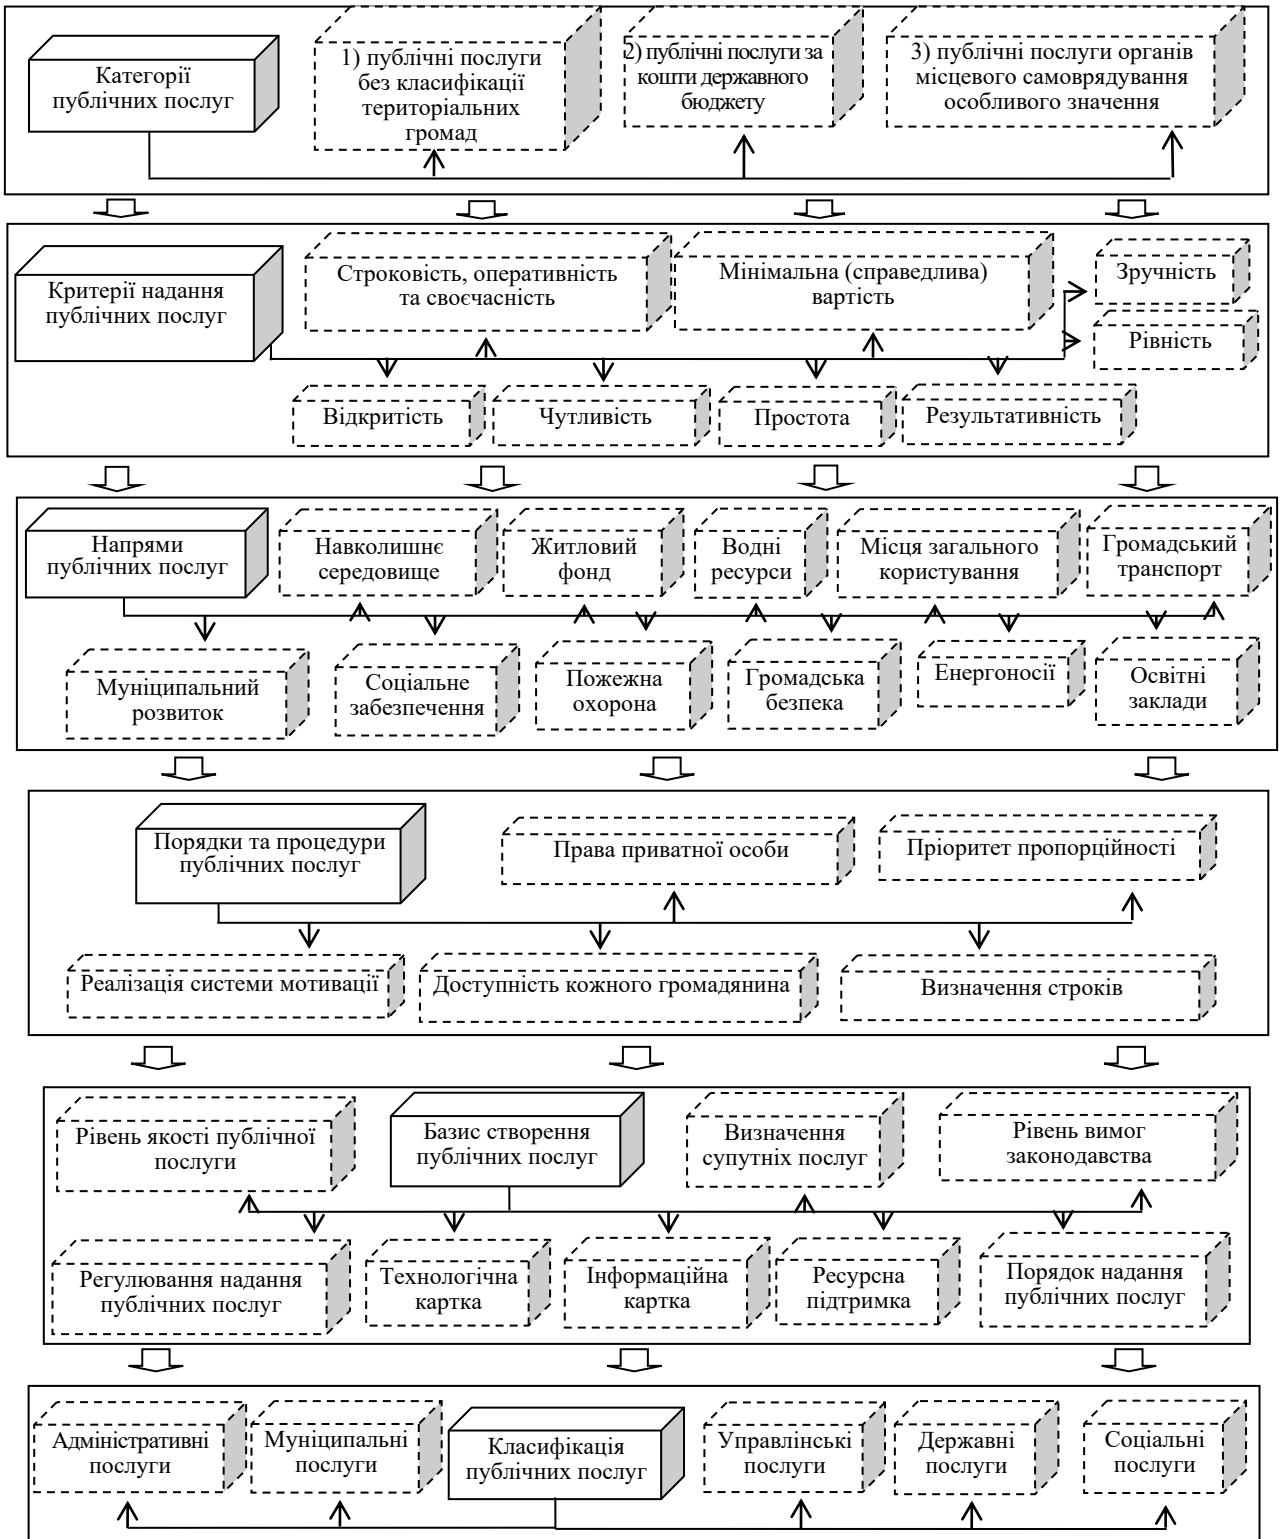 Категорії
публічних послуг
1) публічні послуги
без класифікації
територіальних
громад
2) публічні послуги за
кошти державного
бюджету
3) публічні послуги органів
місцевого самоврядування
особливого значення
Критерії надання
публічних послуг
Строковість, оперативність
та своєчасність
Мінімальна (справедлива)
вартість
Зручність
Рівність
Відкритість
Чутливість
Простота
Результативність
Напрями
публічних послуг
Навколишнє
середовище
Житловий
фонд
Водні
ресурси
Місця загального
користування
Громадський
транспорт
Муніципальний
розвиток
Соціальне
забезпечення
Пожежна
охорона
Громадська
безпека
Енергоносії
Освітні
заклади
Порядки та процедури
публічних послуг
Права приватної особи
Пріоритет пропорційності
Реалізація системи мотивації
Доступність кожного громадянина
Визначення строків
Рівень якості публічної
послуги
Базис створення
публічних послуг
Визначення
супутніх послуг
Рівень вимог
законодавства
Регулювання надання
публічних послуг
Технологічна
картка
Інформаційна
картка
Ресурсна
підтримка
Порядок надання
публічних послуг
Адміністративні
послуги
Муніципальні
послуги
Класифікація
публічних послуг
Управлінські
послуги
Державні
послуги
Соціальні
послуги